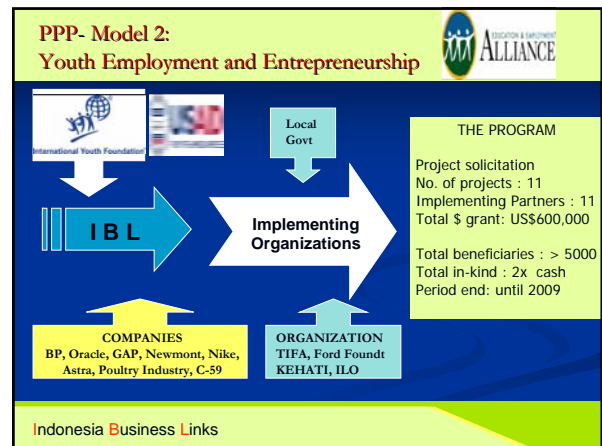 PPP- Model 2:
Youth Employment and Entrepreneurship
EDUCATION & EMPLOYMENT
ALLIANCE
International Youth Foundation
USAID
Local
Govt
I B L
Implementing
Organizations
THE PROGRAM
Project solicitation
No. of projects : 11
Implementing Partners : 11
Total $ grant: US$600,000
Total beneficiaries : > 5000
Total in-kind : 2x cash
Period end: until 2009
COMPANIES
BP, Oracle, GAP, Newmont, Nike,
Astra, Poultry Industry, C-59
ORGANIZATION
TIFA, Ford Foundt
KEHATI, ILO
Indonesia Business Links